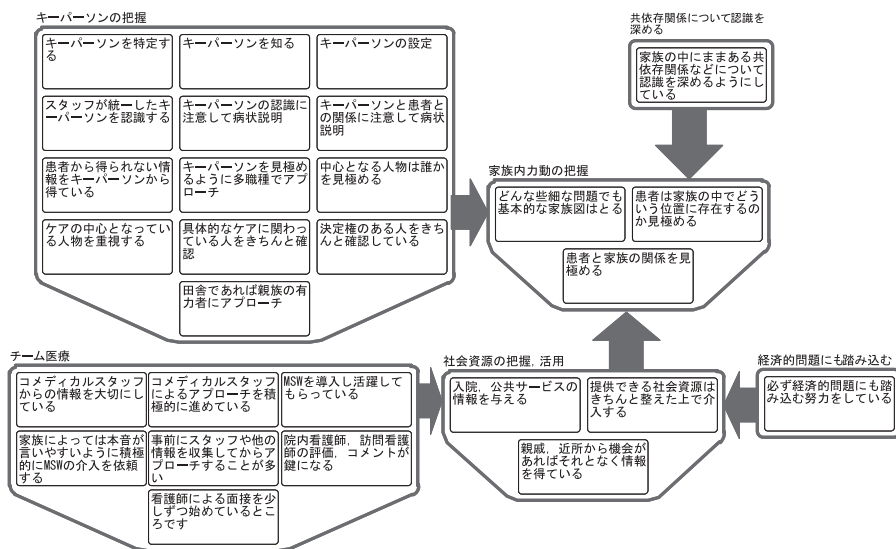 キーパーソンの把握
キーパーソンを特定す
る
キーパーソンを知る
キーパーソンの設定
スタッフが統一したキ
ーパーソンを認識する
キーパーソンの認識に
注意して病状説明
キーパーソンと患者と
の関係に注意して病状
説明
患者から得られない情
報をキーパーソンから
得ている
キーパーソンを見極め
るように多職種でアプ
ローチ
中心となる人物は誰か
を見極める
ケアの中心となってい
る人物を重視する
具体的なケアに関わっ
ている人をきちんと確
認
決定権のある人をきち
んと確認している
田舎であれば親族の有
力者にアプローチ
共依存関係について認識を
深める
家族の中にままある共
依存関係などについて
認識を深めるようにし
ている
家族内力動の把握
どんな些細な問題でも
基本的な家族図はとる
患者は家族の中でどう
いう位置に存在するの
か見極める
患者と家族の関係を見
極める
チーム医療
コメディカルスタッフ
からの情報を大切にし
ている
コメディカルスタッフ
によるアプローチを積
極的に進めている
MSWを導入し活躍して
もらっている
家族によっては本音が
言いやすいように積極
的にMSWの介入を依頼
する
事前にスタッフや他の
情報を収集してからア
プローチすることが多
い
院内看護師，訪問看護
師の評価，コメントが
鍵になる
看護師による面接を少
しずつ始めているとこ
ろです
社会資源の把握，活用
入院，公共サービスの
情報を与える
提供できる社会資源は
きちんと整えた上で介
入する
親戚，近所から機会が
あればそれとなく情報
を得ている
経済的問題にも踏み込む
必ず経済的問題にも踏
み込む努力をしている